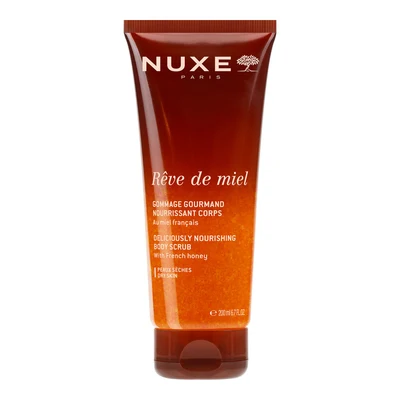 NUXE
PARIS
Rêve de miel
GOMMAGE GOURMAND
NOURRISSANT CORPS
Au miel français
DELICIOUSLY NOURISHING
BODY SCRUB
With French honey
PEAUX SÈCHES
DRY SKIN
℮ 200 ml 6.7 FL.OZ